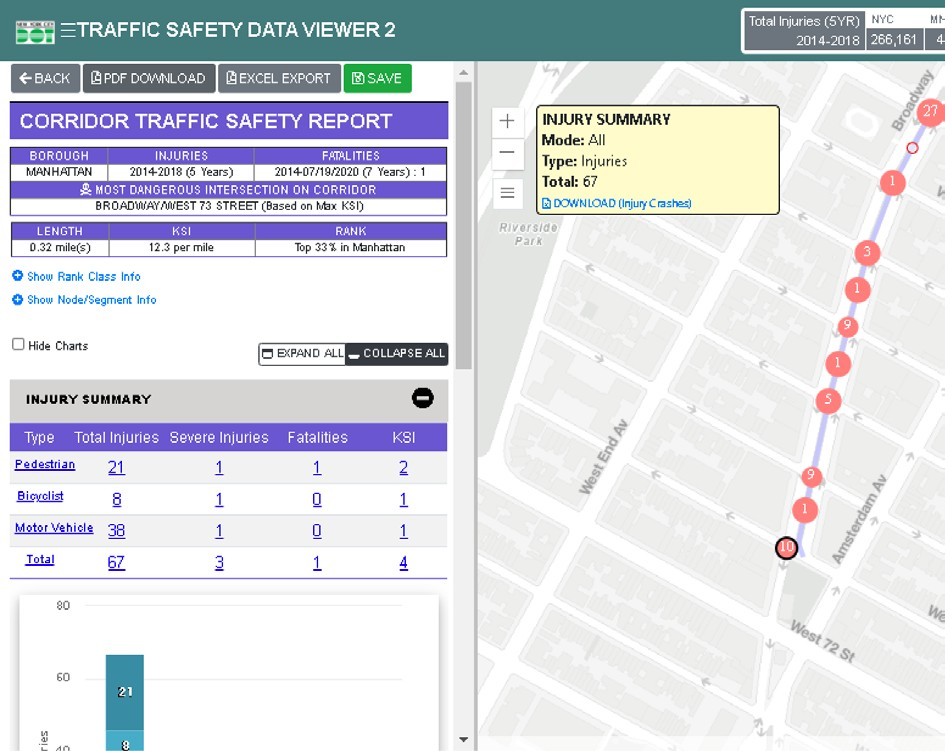 NEW YORK CITY
DOT
TRAFFIC SAFETY DATA VIEWER 2
Total Injuries (5YR)
2014-2018
NYC
266,161
BACK
PDF DOWNLOAD
EXCEL EXPORT
SAVE
CORRIDOR TRAFFIC SAFETY REPORT
BOROUGH INJURIES FATALITIES
MANHATTAN 2014-2018 (5 Years) 2014-07/19/2020 (7 Years) : 1
MOST DANGEROUS INTERSECTION ON CORRIDOR
BROADWAY/WEST 73 STREET (Based on Max KSI)
LENGTH KSI RANK
0.32 mile(s) 12.3 per mile Top 33% in Manhattan
Show Rank Class Info
Show Node/Segment Info
Hide Charts
EXPAND ALL
COLLAPSE ALL
INJURY SUMMARY
Type Total Injuries Severe Injuries Fatalities KSI
Pedestrian 21 1 1 2
Bicyclist 8 1 0 1
Motor Vehicle 38 1 0 1
Total 67 3 1 4
80
60
40
21
8
INJURY SUMMARY
Mode: All
Type: Injuries
Total: 67
DOWNLOAD (Injury Crashes)
Riverside
Park
Broadway
27
1
3
1
9
1
5
9
1
10
West End Av
Amsterdam Av
West 72 St